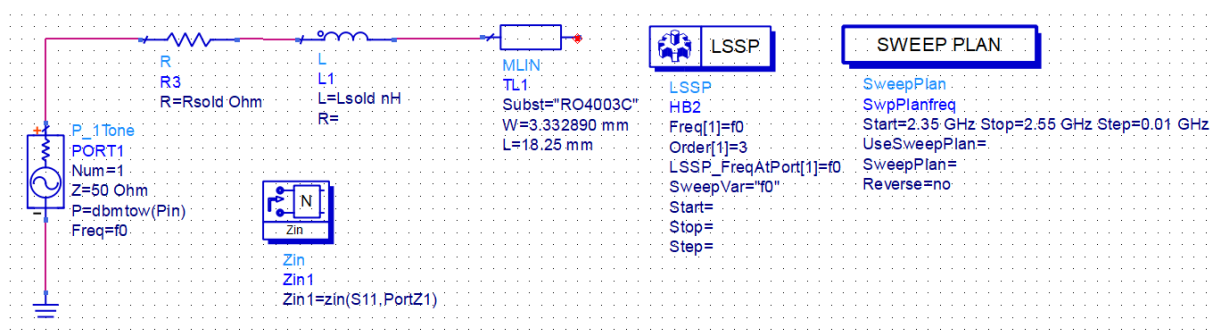 R
R3
R=Rsold Ohm
L
L1
L=Lsold nH
R=
MLIN
TL1
Subst="RO4003C"
W=3.332890 mm
L=18.25 mm
+
P_1Tone
PORT1
Num=1
Z=50 Ohm
P=dbmtow(Pin)
Freq=f0
-
N
Zin
Zin
Zin1
Zin1=zin(S11,PortZ1)
LSSP
LSSP
HB2
Freq[1]=f0
Order[1]=3
LSSP_FreqAtPort[1]=f0
SweepVar="f0"
Start=
Stop=
Step=
SWEEP PLAN
SweepPlan
SwpPlanfreq
Start=2.35 GHz Stop=2.55 GHz Step=0.01 GHz
UseSweepPlan=
SweepPlan=
Reverse=no